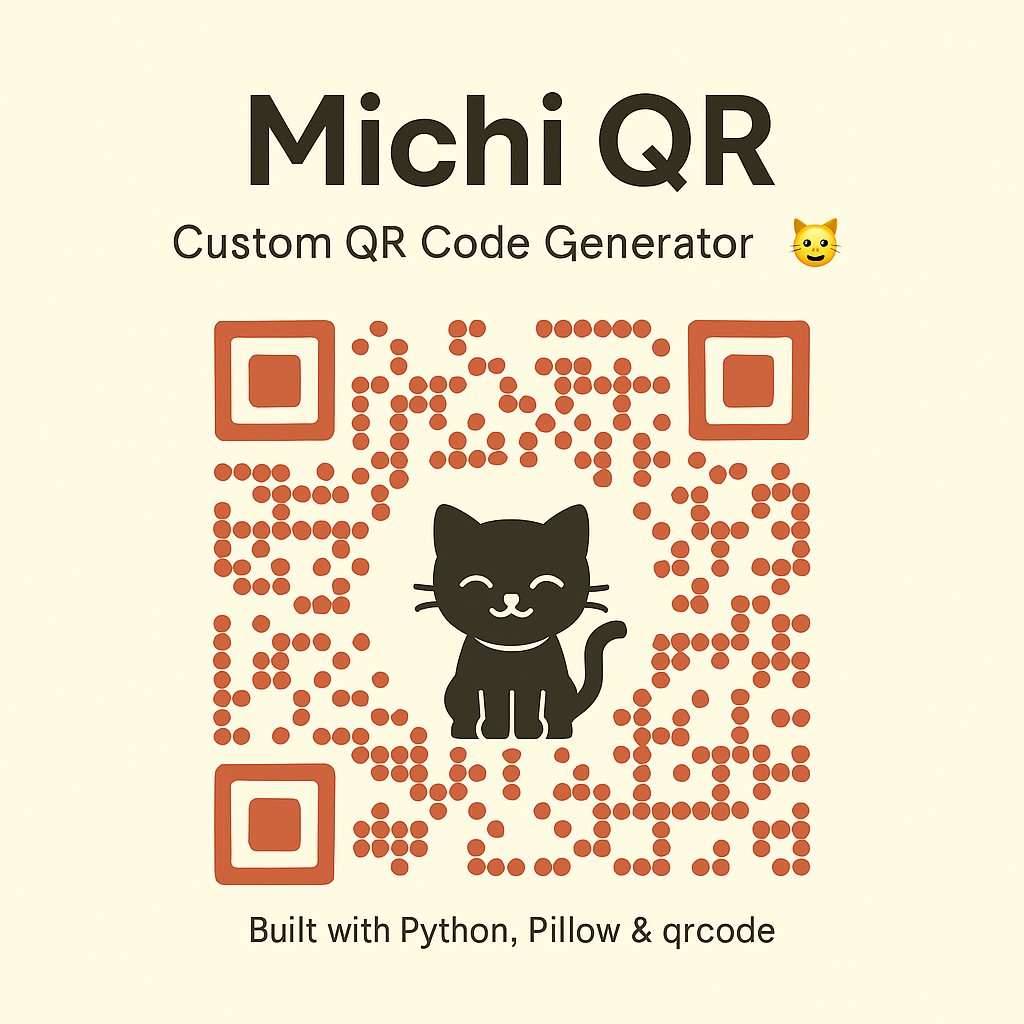 Michi QR
Custom QR Code Generator 😺
Built with Python, Pillow & qrcode